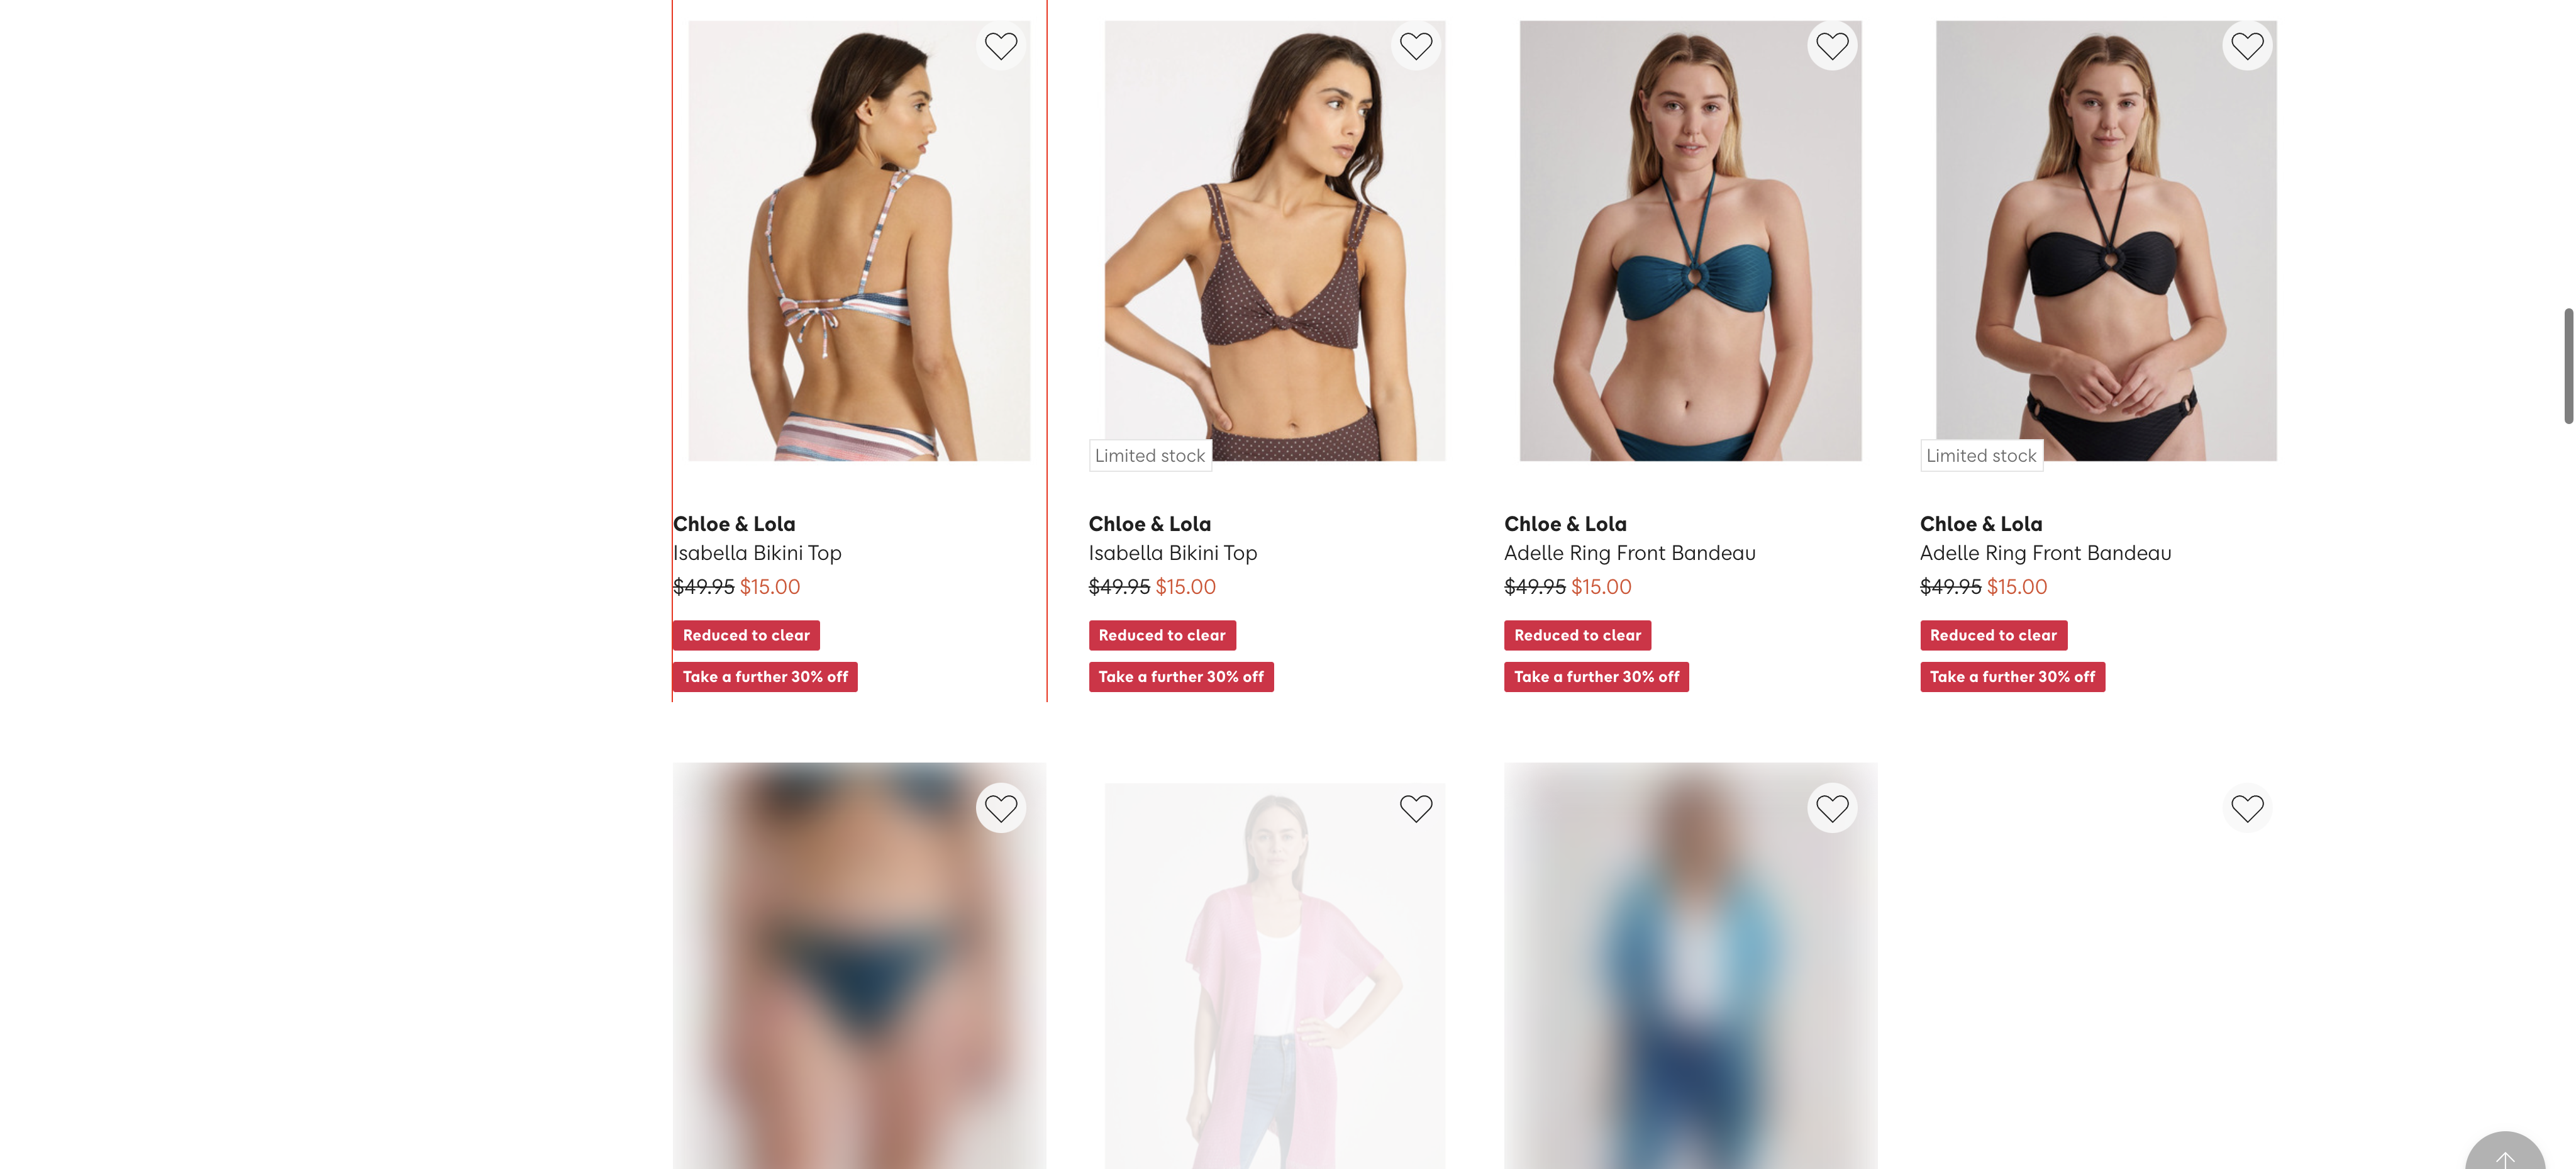 Limited stock
Limited stock
Chloe & Lola
Isabella Bikini Top
$49.95 $15.00
Reduced to clear
Take a further 30% off
Chloe & Lola
Isabella Bikini Top
$49.95 $15.00
Reduced to clear
Take a further 30% off
Chloe & Lola
Adelle Ring Front Bandeau
$49.95 $15.00
Reduced to clear
Take a further 30% off
Chloe & Lola
Adelle Ring Front Bandeau
$49.95 $15.00
Reduced to clear
Take a further 30% off